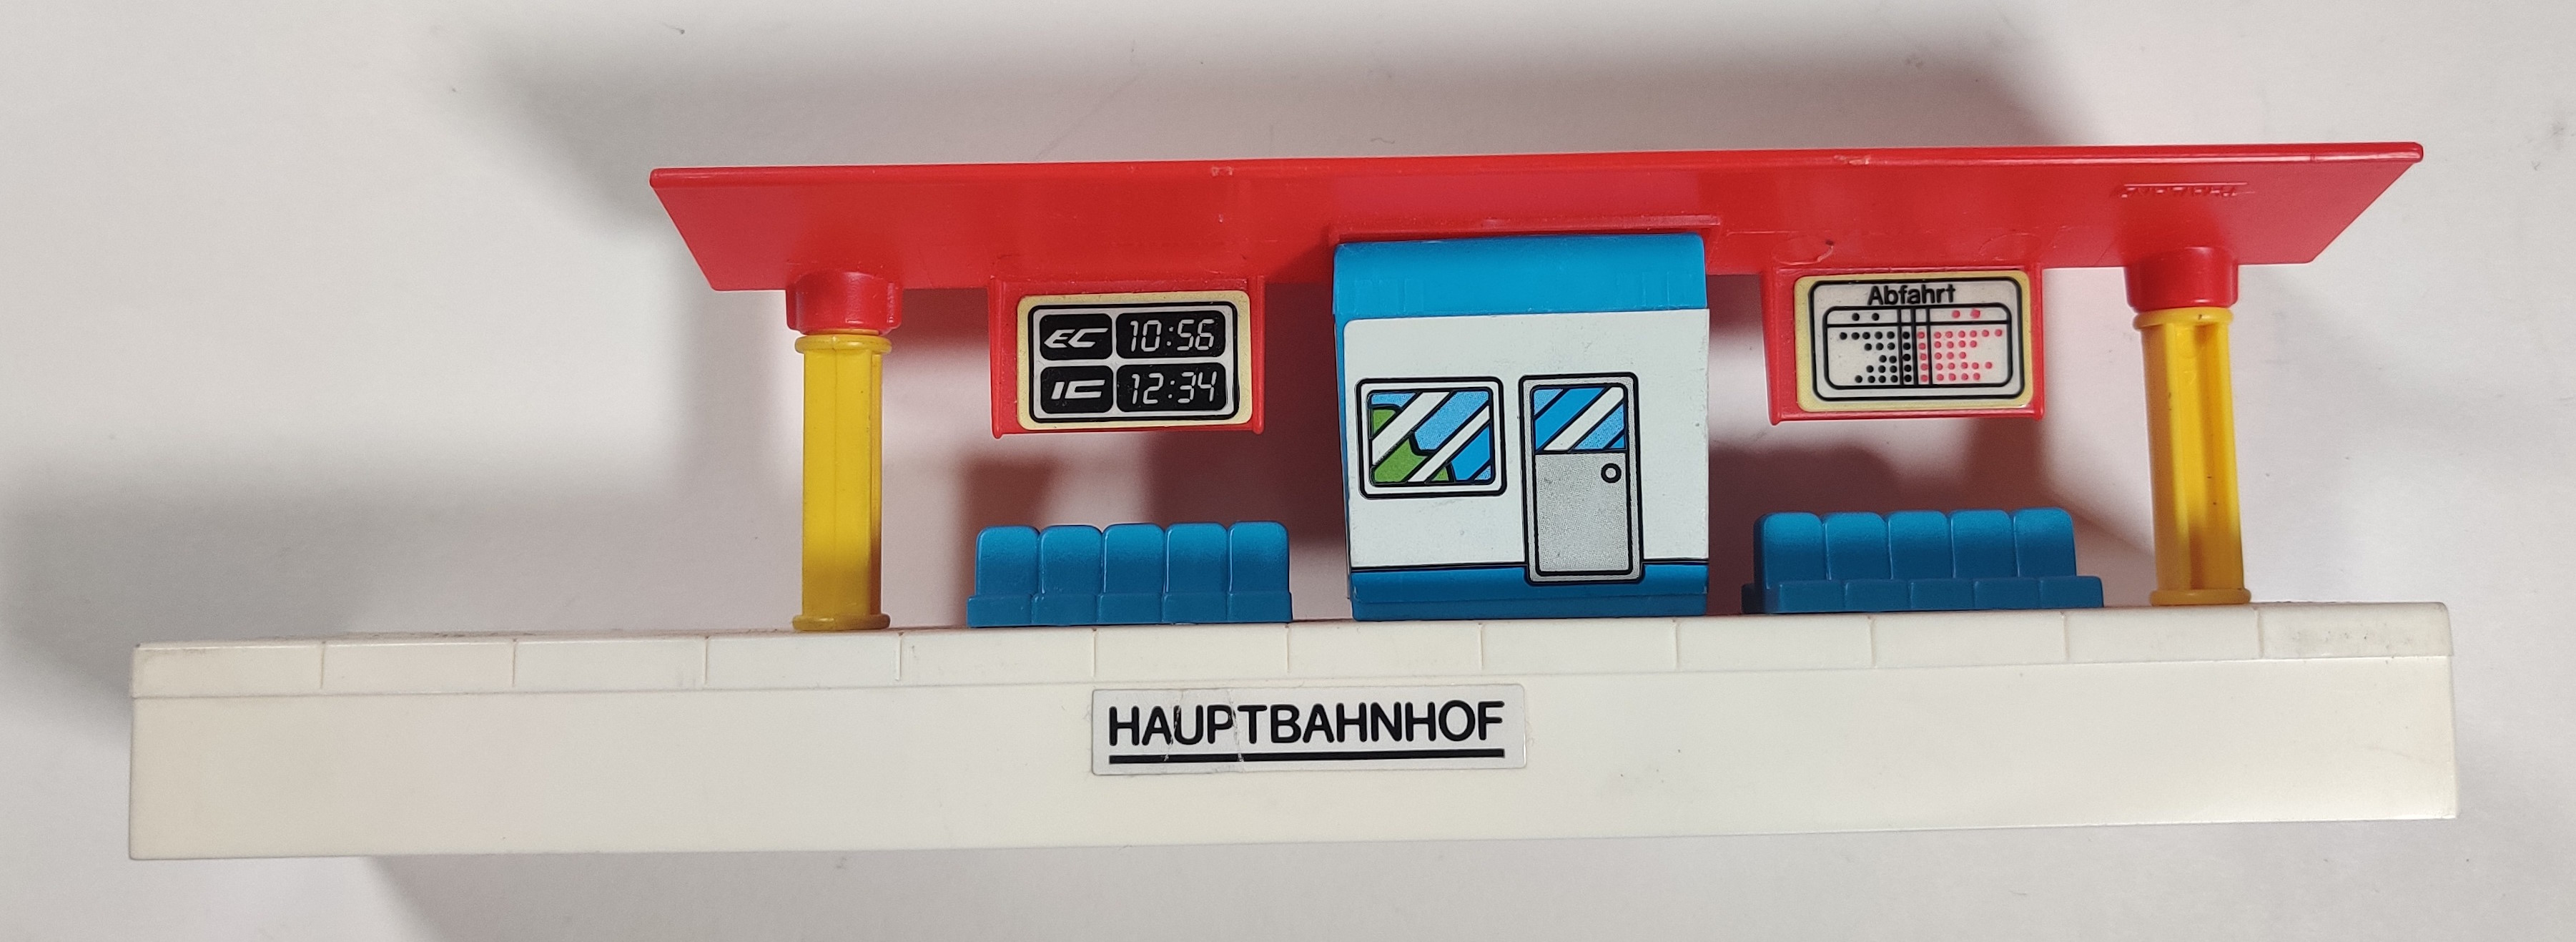 EC 10:56
IC 12:34
Abfahrt
HAUPTBAHNHOF